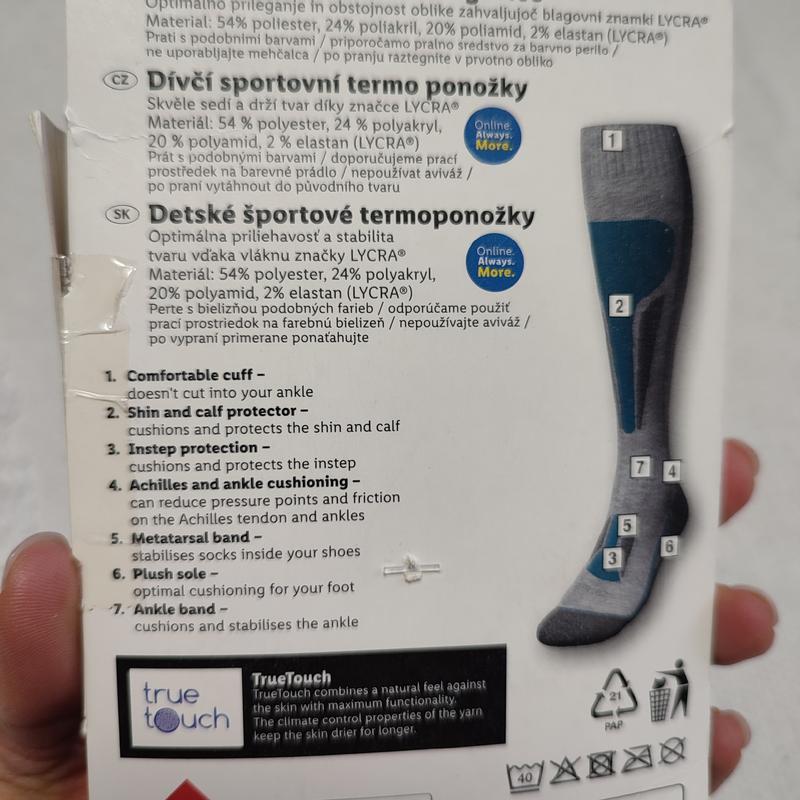 Optimalno prileganje in obstojnost oblike zahvaljujoč blagovni znamki LYCRA®
Material: 54% poliester, 24% poliakril, 20% poliamid, 2% elastan (LYCRA®)
Prati s podobnimi barvami / priporočamo pralno sredstvo za barvno perilo /
ne uporabljajte mehčalca / po pranju raztegnite v prvotno obliko
CZ Dívčí sportovní termo ponožky
Skvěle sedí a drží tvar díky značce LYCRA®
Materiál: 54 % polyester, 24 % polyakryl,
20 % polyamid, 2 % elastan (LYCRA®)
Prát s podobnými barvami / doporučujeme prací
prostředek na barevné prádlo / nepoužívat aviváž /
po praní vytáhnout do původního tvaru
Online.
Always.
More.
SK Detské športové termoponožky
Optimálna priliehavosť a stabilita
tvaru vďaka vláknu značky LYCRA®
Materiál: 54% polyester, 24% polyakryl,
20% polyamid, 2% elastan (LYCRA®)
Perte s bielizňou podobných farieb / odporúčame použiť
prací prostriedok na farebnú bielizeň / nepoužívajte aviváž /
po vypraní primerane ponaťahujte
Online.
Always.
More.
1. Comfortable cuff –
doesn't cut into your ankle
2. Shin and calf protector –
cushions and protects the shin and calf
3. Instep protection –
cushions and protects the instep
4. Achilles and ankle cushioning –
can reduce pressure points and friction
on the Achilles tendon and ankles
5. Metatarsal band –
stabilises socks inside your shoes
6. Plush sole –
optimal cushioning for your foot
7. Ankle band –
cushions and stabilises the ankle
1
2
7
4
5
3
6
true
touch
TrueTouch
TrueTouch combines a natural feel against
the skin with maximum functionality.
The climate control properties of the yarn
keep the skin drier for longer.
21
PAP
40